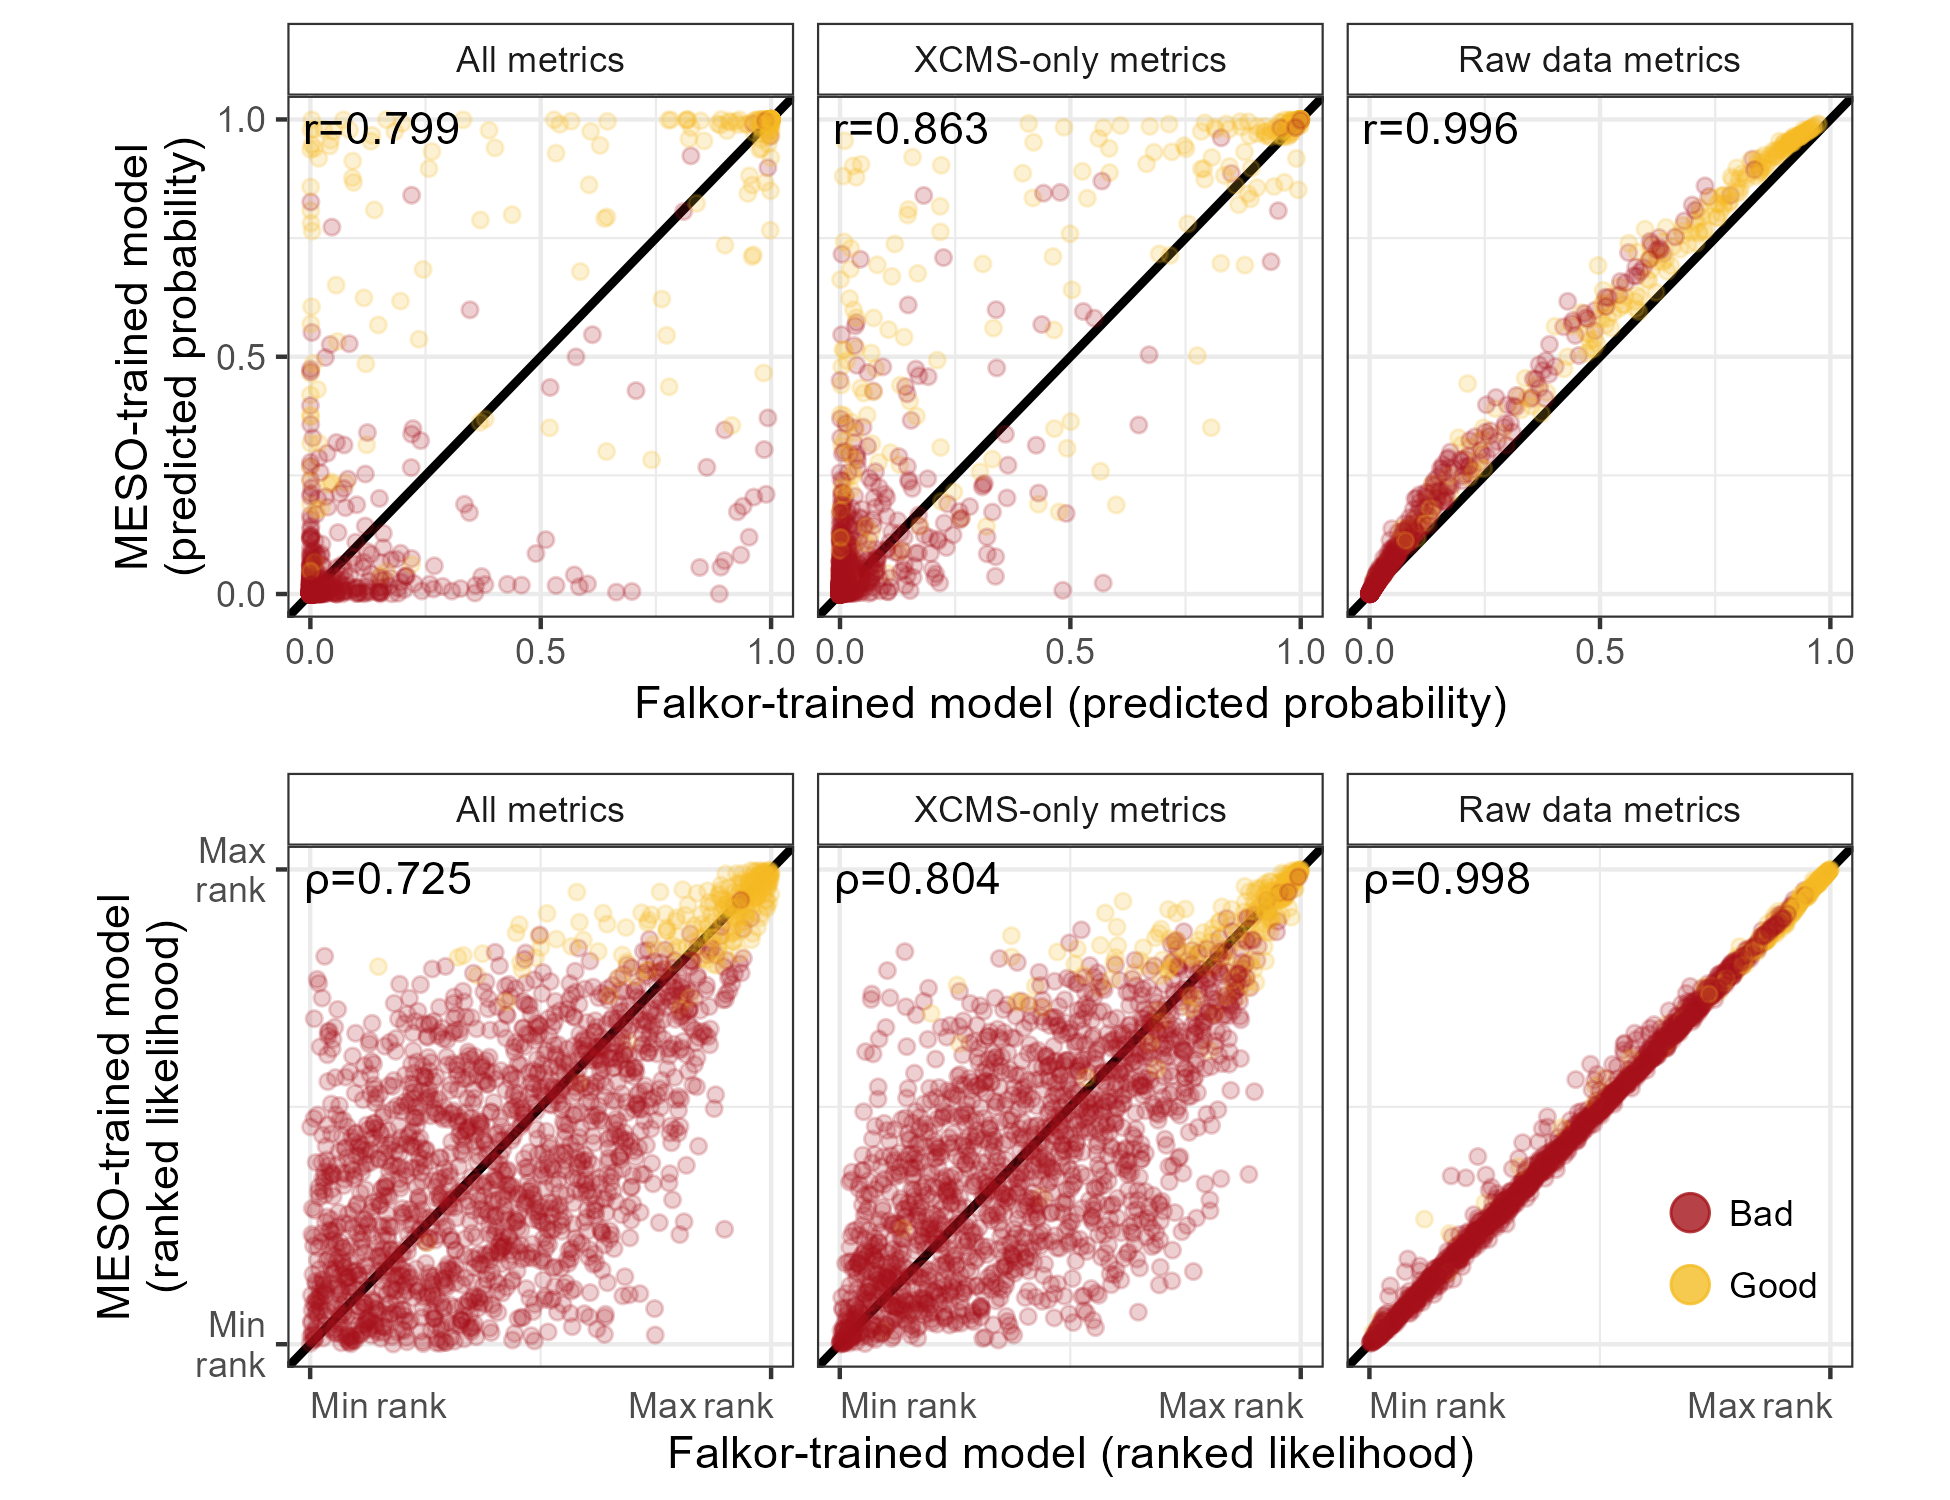 All metrics
XCMS-only metrics
Raw data metrics
r=0.799
r=0.863
r=0.996
MESO-trained model
(predicted probability)
1.0
0.5
0.0
0.0
0.5
1.0
0.0
0.5
1.0
0.0
0.5
1.0
Falkor-trained model (predicted probability)
All metrics
XCMS-only metrics
Raw data metrics
ρ=0.725
ρ=0.804
ρ=0.998
MESO-trained model
(ranked likelihood)
Max
rank
Min
rank
Bad
Good
Min rank
Max rank
Min rank
Max rank
Min rank
Max rank
Falkor-trained model (ranked likelihood)